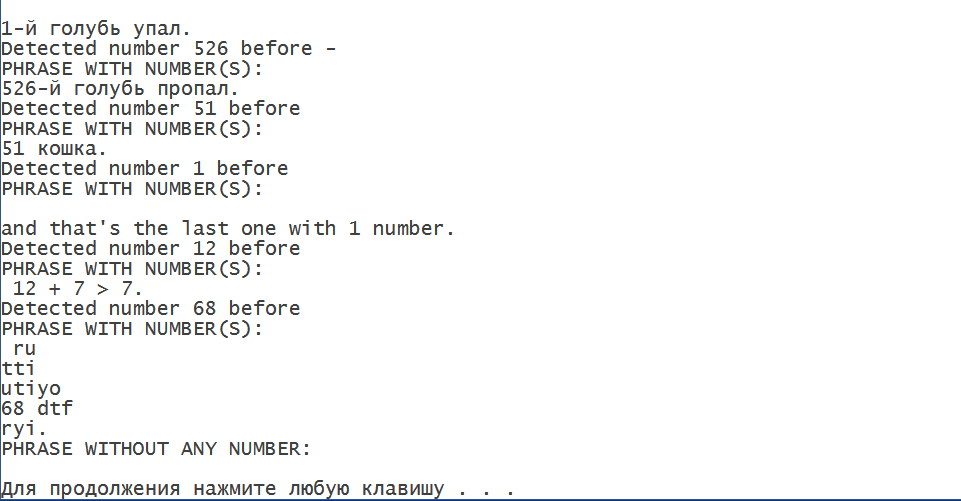 1-й голубь упал.
Detected number 526 before -
PHRASE WITH NUMBER(S):
526-й голубь пропал.
Detected number 51 before
PHRASE WITH NUMBER(S):
51 кошка.
Detected number 1 before
PHRASE WITH NUMBER(S):
and that's the last one with 1 number.
Detected number 12 before
PHRASE WITH NUMBER(S):
12 + 7 > 7.
Detected number 68 before
PHRASE WITH NUMBER(S):
ru
tti
utiyo
68 dtf
ryi.
PHRASE WITHOUT ANY NUMBER:
Для продолжения нажмите любую клавишу . . .